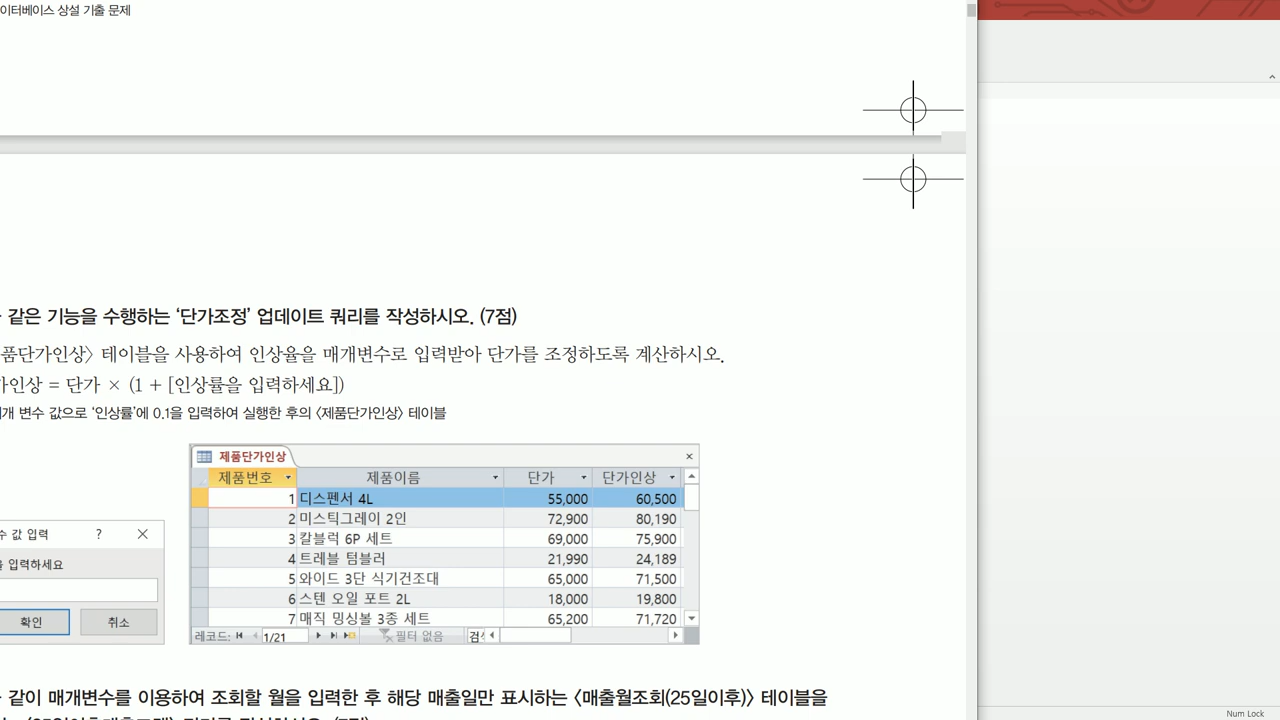 이터베이스 상설 기출 문제
같은 기능을 수행하는 ‘단가조정’ 업데이트 쿼리를 작성하시오. (7점)
품단가인상〉 테이블을 사용하여 인상율을 매개변수로 입력받아 단가를 조정하도록 계산하시오.
가인상 = 단가 × (1 + [인상률을 입력하세요])
개 변수 값으로 ‘인상률’에 0.1을 입력하여 실행한 후의 〈제품단가인상〉 테이블
제품단가인상
제품번호 제품이름 단가 단가인상
1 디스펜서 4L 55,000 60,500
2 미스틱그레이 2인 72,900 80,190
3 칼블럭 6P 세트 69,000 75,900
4 트레블 텀블러 21,990 24,189
5 와이드 3단 식기건조대 65,000 71,500
6 스텐 오일 포트 2L 18,000 19,800
7 매직 밍싱볼 3종 세트 65,200 71,720
레코드: 1/21 필터 없음
수 값 입력 ?
을 입력하세요
확인 취소
같이 매개변수를 이용하여 조회할 월을 입력한 후 해당 매출일만 표시하는 〈매출월조회(25일이후)〉 테이블을
Num Lock